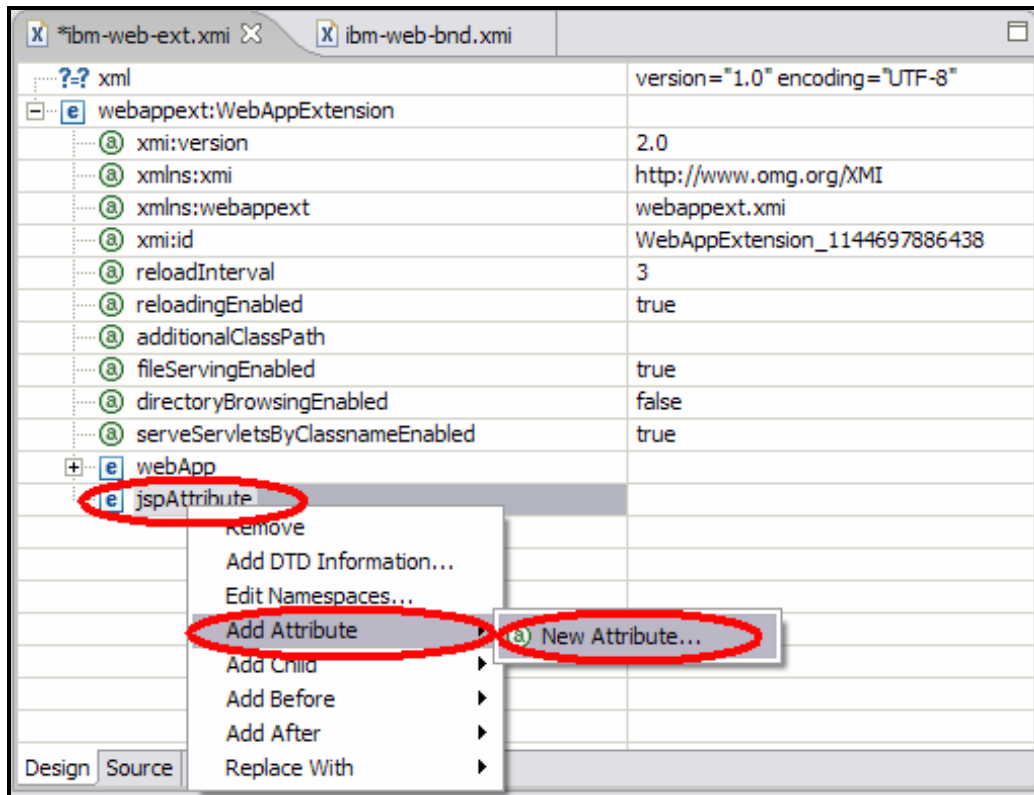 *ibm-web-ext.xmi
ibm-web-bnd.xmi
?=? xml version="1.0" encoding="UTF-8"
e webappext:WebAppExtension
a xmi:version 2.0
a xmlns:xmi http://www.omg.org/XMI
a xmlns:webappext webappext.xmi
a xmi:id WebAppExtension_1144697886438
a reloadInterval 3
a reloadingEnabled true
a additionalClassPath
a fileServingEnabled true
a directoryBrowsingEnabled false
a serveServletsByClassnameEnabled true
e webApp
e jspAttribute
Remove
Add DTD Information...
Edit Namespaces...
Add Attribute
a New Attribute...
Add Child
Add Before
Add After
Replace With
Design Source